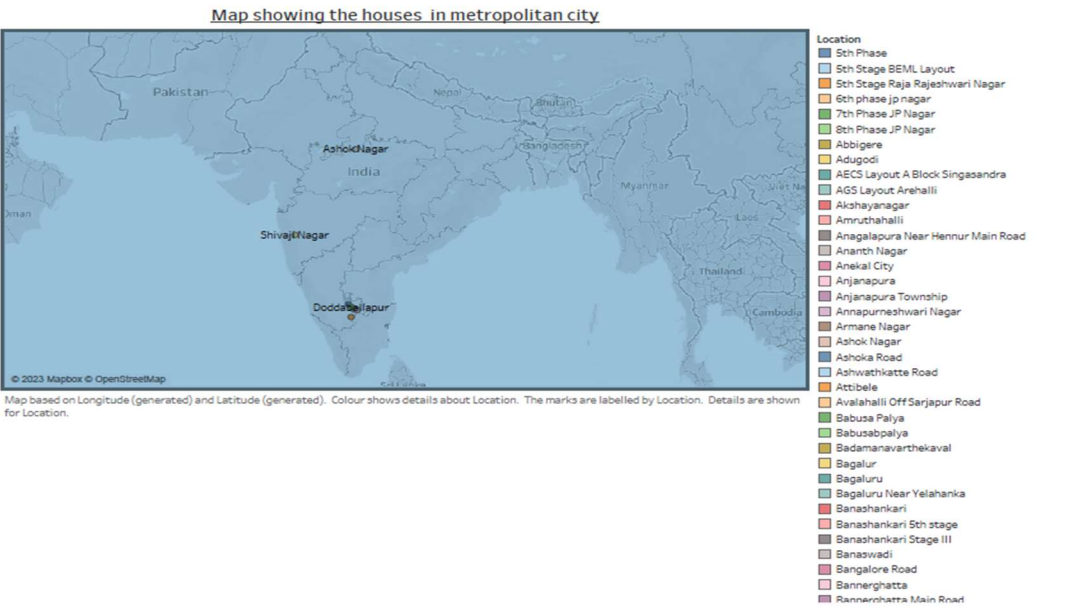 Map showing the houses in metropolitan city
Location
5th Phase
5th Stage BEML Layout
5th Stage Raja Rajeshwari Nagar
6th phase jp nagar
7th Phase JP Nagar
8th Phase JP Nagar
Abbigere
Adugodi
AECS Layout A Block Singasandra
AGS Layout Arehalli
Akshayanagar
Amruthahalli
Anagalapura Near Hennur Main Road
Ananth Nagar
Anekal City
Anjanapura
Anjanapura Township
Annapurneshwari Nagar
Armane Nagar
Ashok Nagar
Ashoka Road
Ashwathkatte Road
Attibele
Avalahalli Off Sarjapur Road
Babusa Palya
Babusabpalya
Badamanavarthekaval
Bagalur
Bagaluru
Bagaluru Near Yelahanka
Banashankari
Banashankari 5th stage
Banashankari Stage III
Banaswadi
Bangalore Road
Bannerghatta
Bannerghatta Main Road
Pakistan
Nepal
Bhutan
Ashok Nagar
Bangladesh
India
Myanmar
Viet Na
Oman
Laos
Shivaji Nagar
Thailand
Doddaballapur
Cambodia
Sri Lanka
© 2023 Mapbox © OpenStreetMap
Map based on Longitude (generated) and Latitude (generated). Colour shows details about Location. The marks are labelled by Location. Details are shown
for Location.